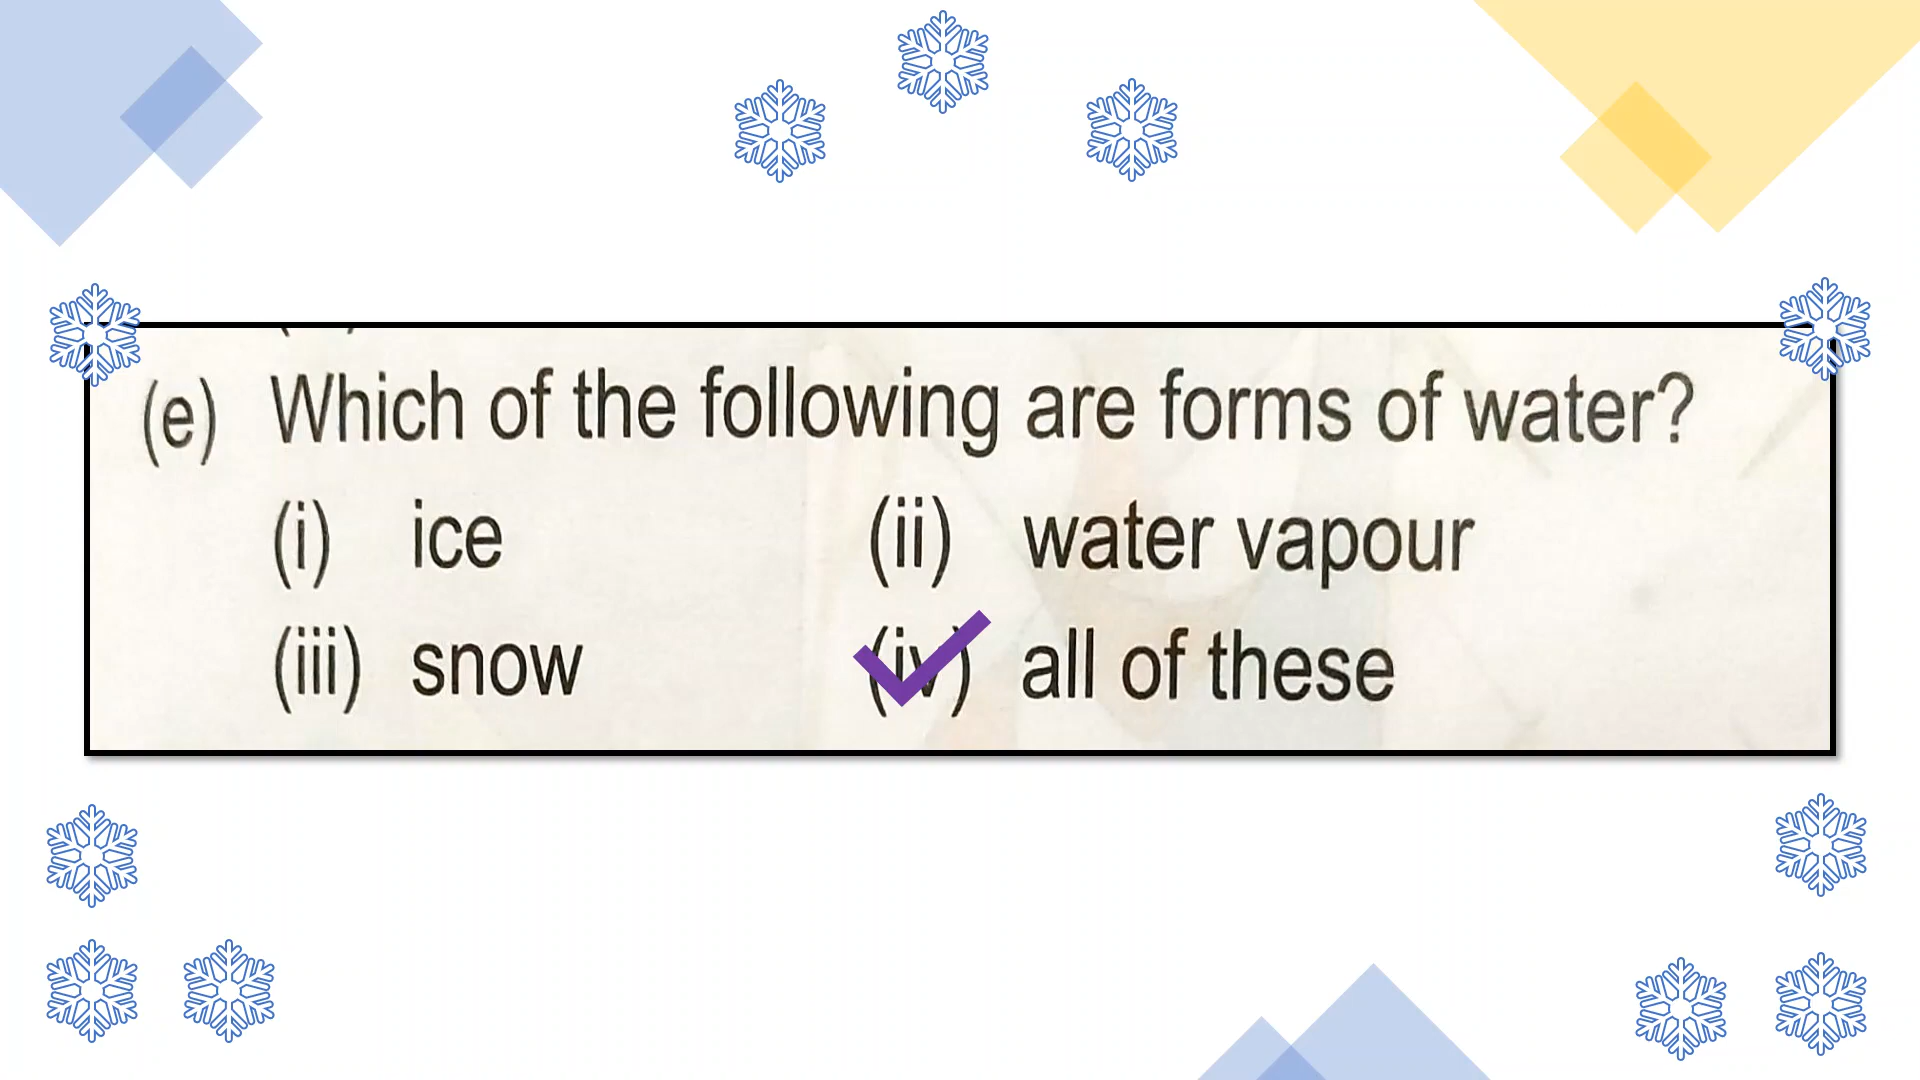 (e) Which of the following are forms of water?
(i) ice (ii) water vapour
(iii) snow (iv) all of these